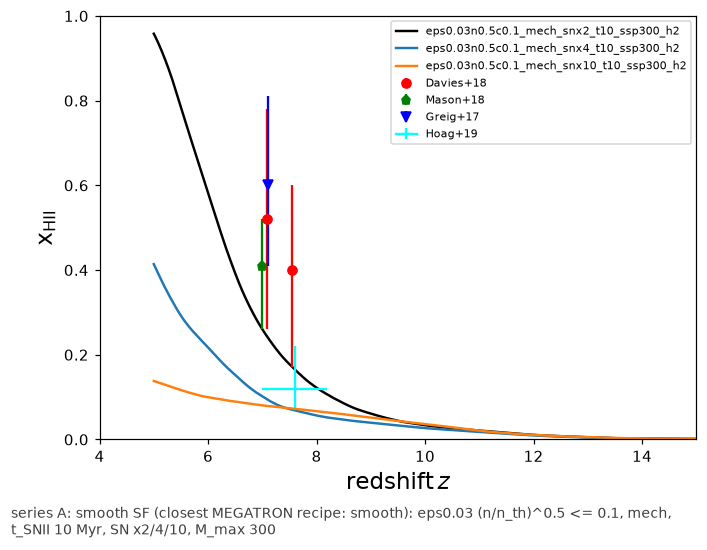 1.0
0.8
0.6
0.4
0.2
0.0
x_HII
4 6 8 10 12 14
redshift z
eps0.03n0.5c0.1_mech_snx2_t10_ssp300_h2
eps0.03n0.5c0.1_mech_snx4_t10_ssp300_h2
eps0.03n0.5c0.1_mech_snx10_t10_ssp300_h2
Davies+18
Mason+18
Greig+17
Hoag+19
series A: smooth SF (closest MEGATRON recipe: smooth): eps0.03 (n/n_th)^0.5 <= 0.1, mech,
t_SNII 10 Myr, SN x2/4/10, M_max 300